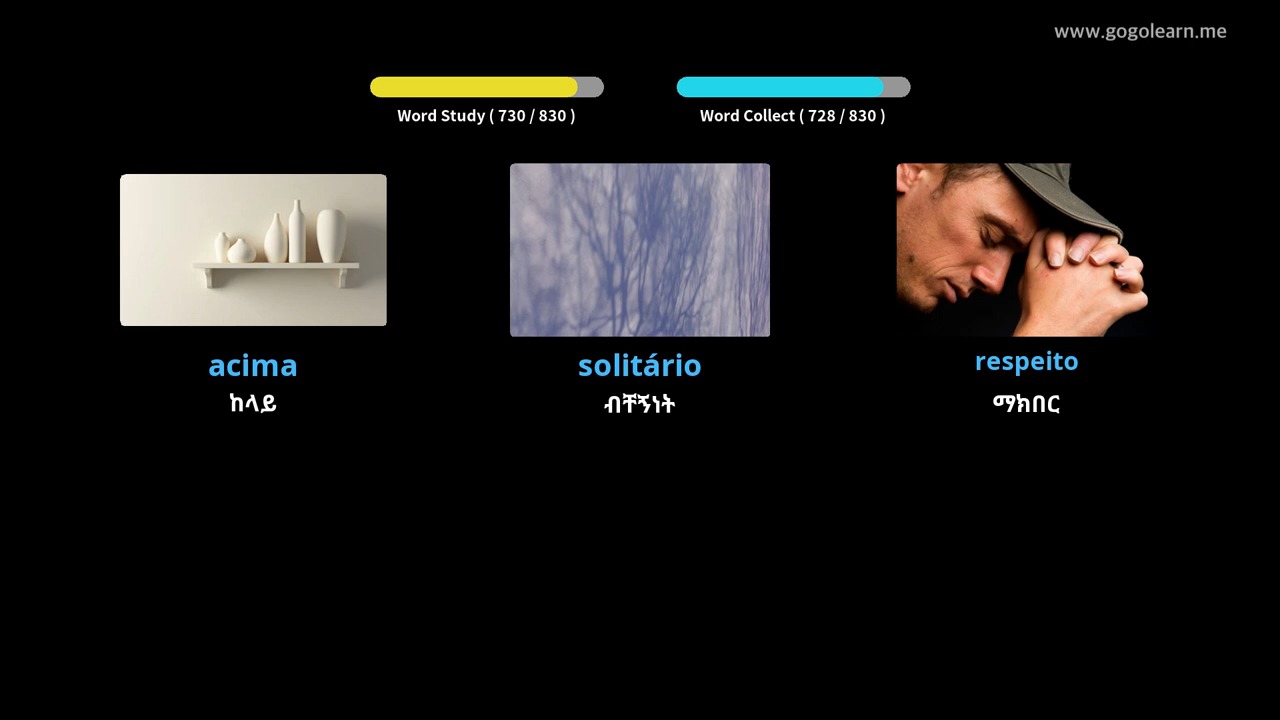 www.gogolearn.me
Word Study ( 730 / 830 )
Word Collect ( 728 / 830 )
acima
solitário
respeito
ከላይ
ብቸኝነት
ማክበር